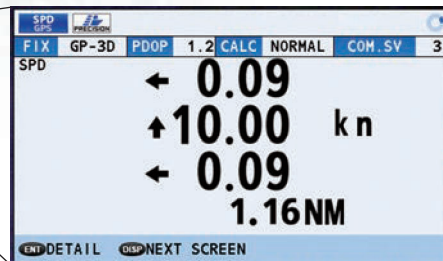 SPD
GPS PRECISION
FIX GP-3D PDOP 1.2 CALC NORMAL COM.SV 3
SPD
← 0.09
↑10.00 kn
← 0.09
1.16NM
ENT DETAIL DISP NEXT SCREEN